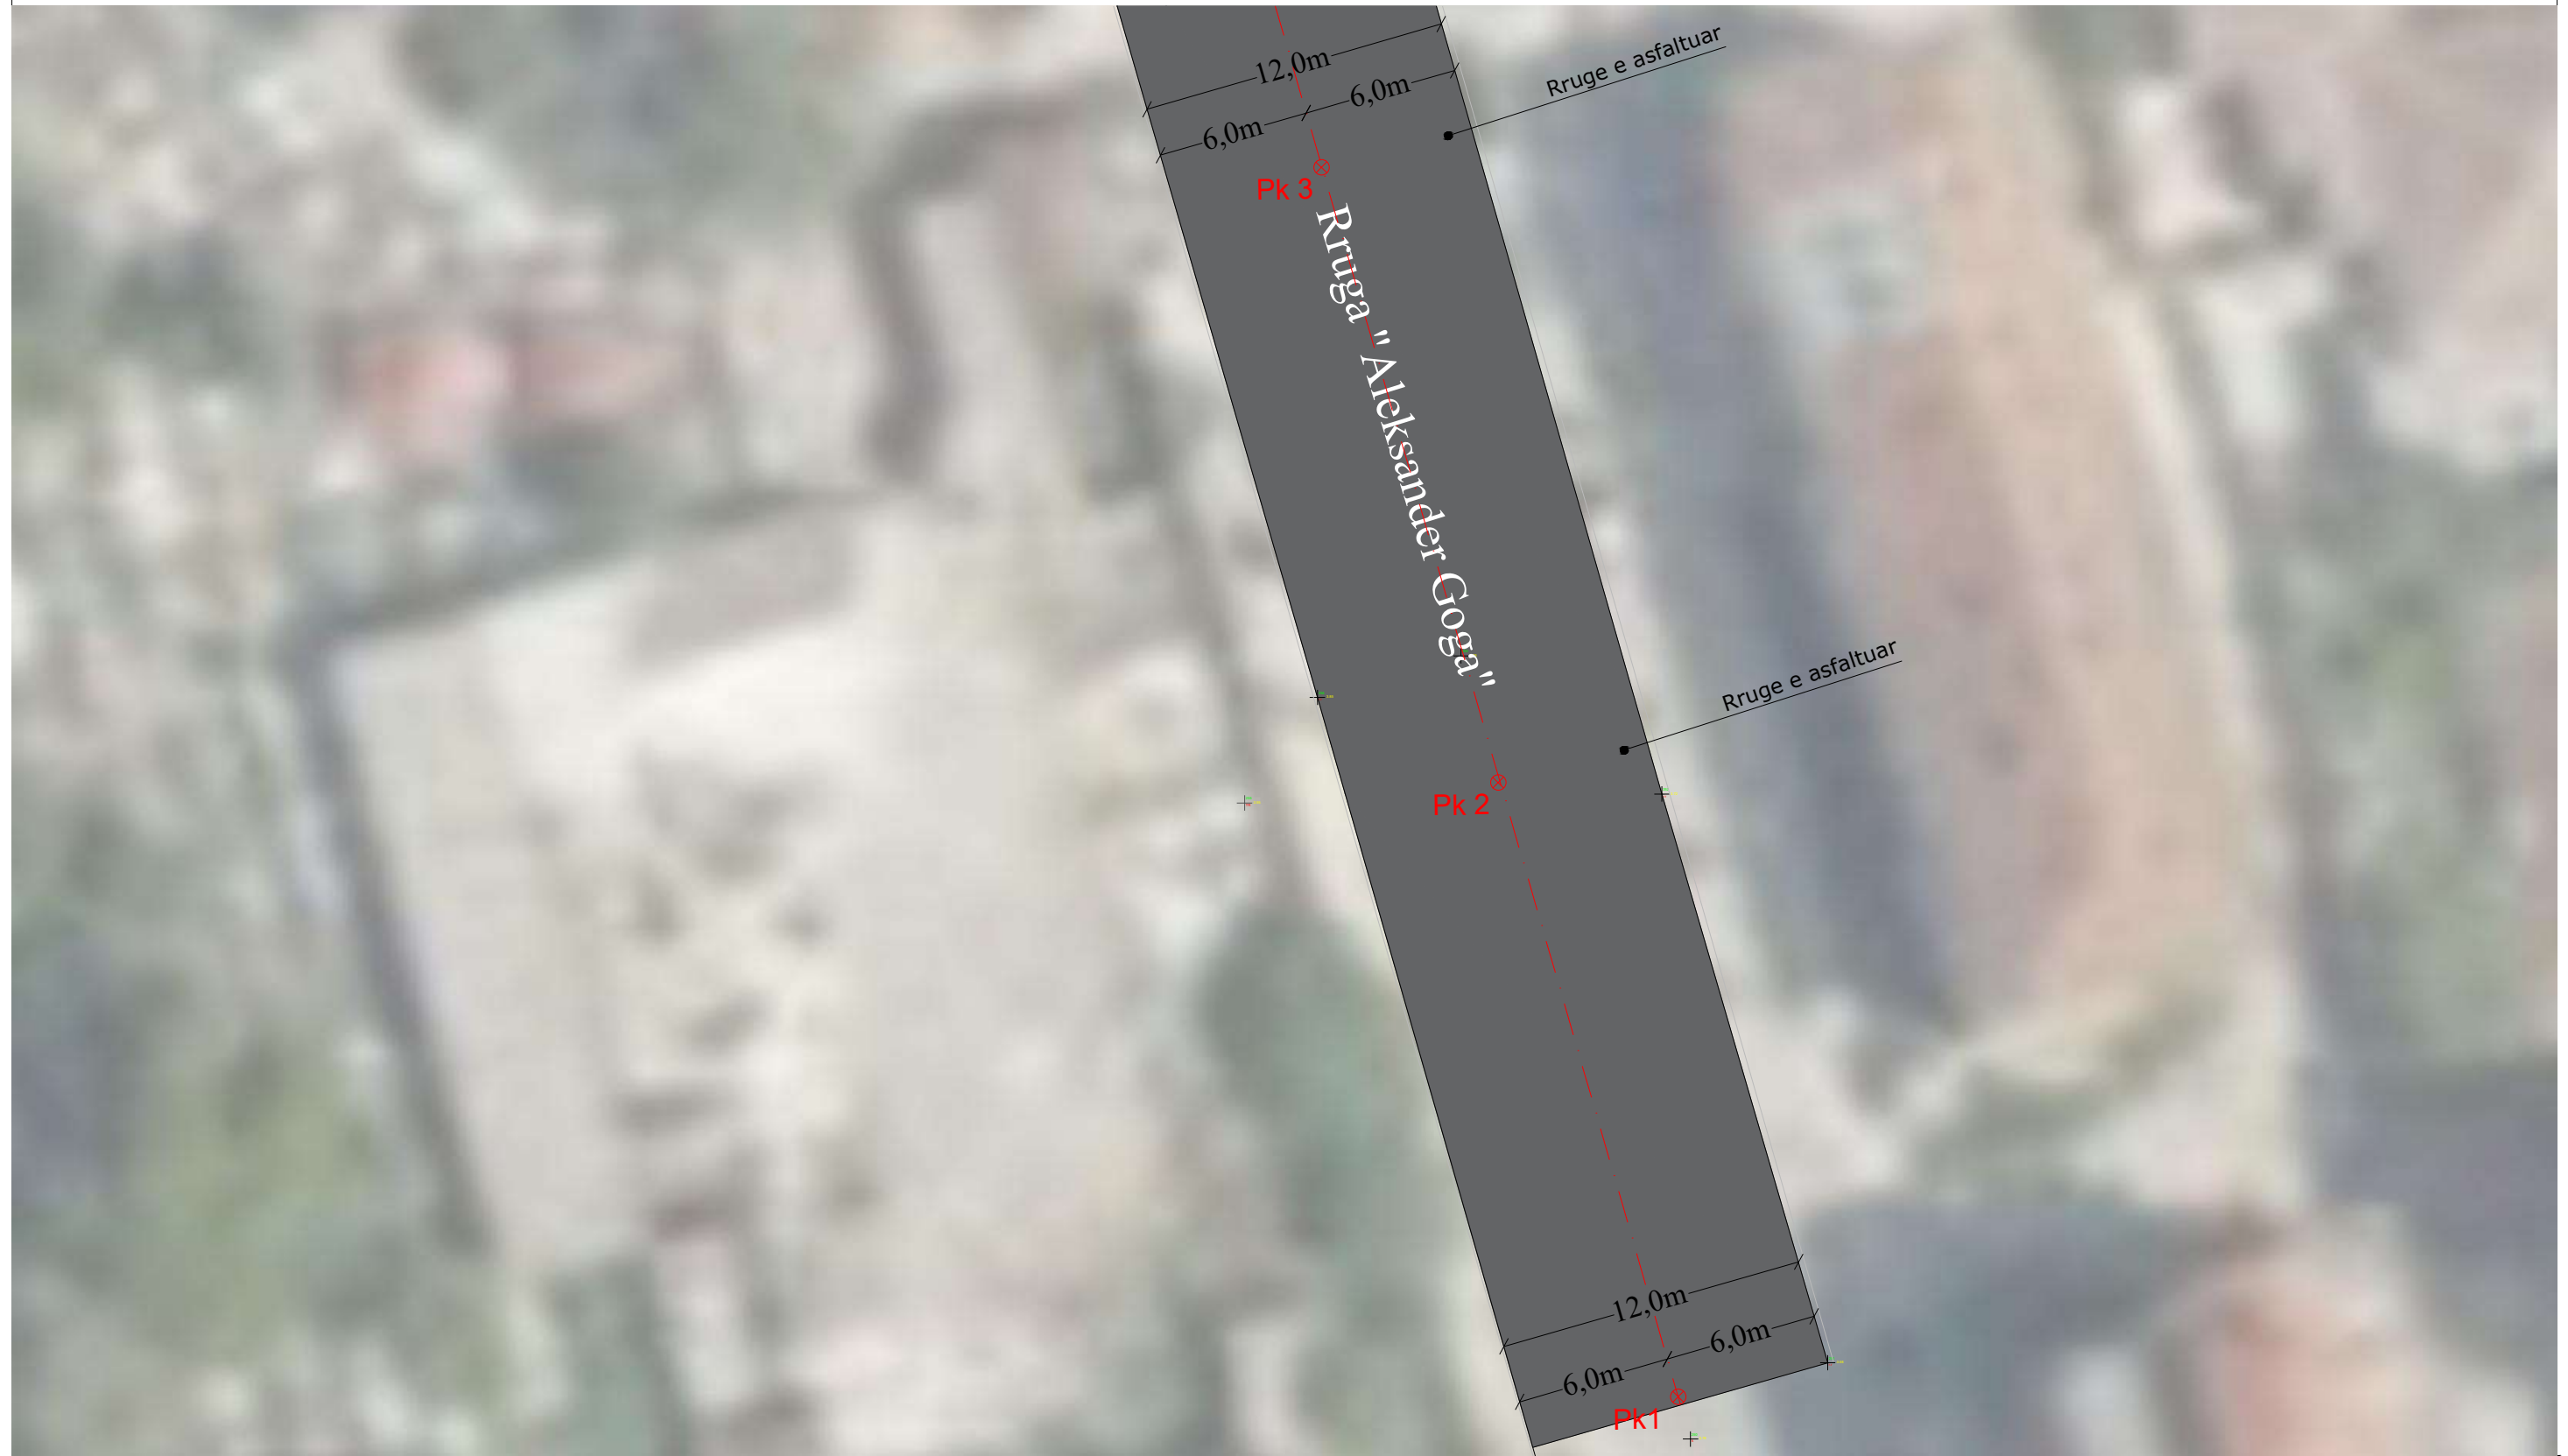 12,0m
6,0m
6,0m
Rruge e asfaltuar
Pk 3
Rruga "Aleksander Goga"
Rruge e asfaltuar
Pk 2
12,0m
6,0m
6,0m
Pk1